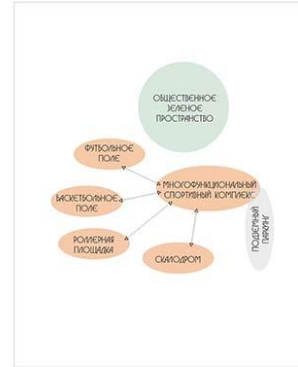 ОБЩЕСТВЕННОЕ
ЗЕЛЕНОЕ
ПРОСТРАНСТВО
ФУТБОЛЬНОЕ
ПОЛЕ
МНОГОФУНКЦИОНАЛЬНЫЙ
СПОРТИВНЫЙ КОМПЛЕКС
БАСКЕТБОЛЬНОЕ
ПОЛЕ
РОЛЛЕРНАЯ
ПЛОЩАДКА
СКАЛОДРОМ
ПОДЗЕМНЫЙ
ПАРКИНГ